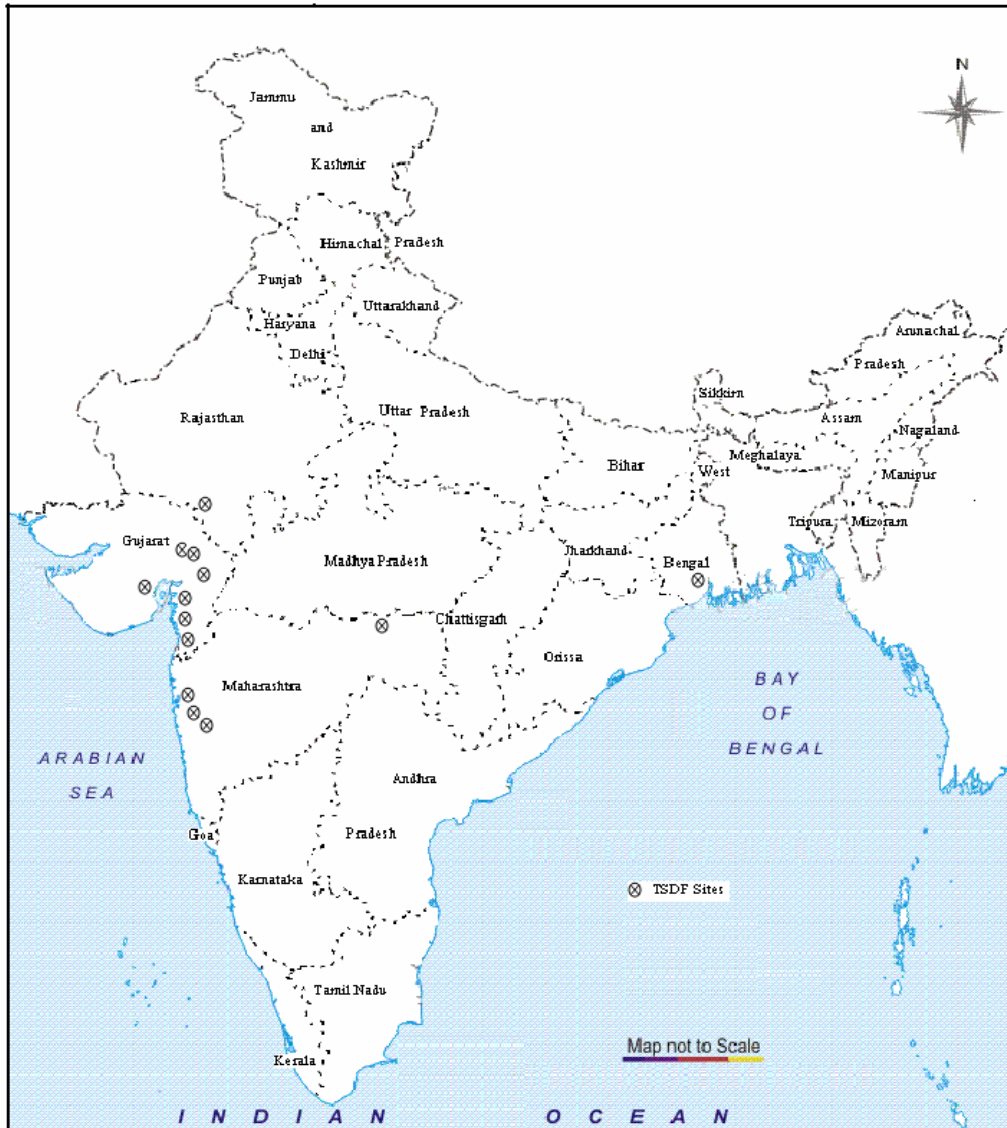 N
Jammu
and
Kashmir
Himachal Pradesh
Punjab
Uttarakhand
Haryana
Delhi
Arunachal
Pradesh
Sikkim
Rajasthan
Uttar Pradesh
Assam
Nagaland
Bihar
West
Meghalaya
Manipur
Gujarat
Tripura
Mizoram
Madhya Pradesh
Jharkhand
Bengal
Chattisgarh
Orissa
Maharashtra
BAY
OF
BENGAL
ARABIAN
SEA
Andhra
Goa
Pradesh
Karnataka
TSDF Sites
Tamil Nadu
Kerala
Map not to Scale
INDIAN OCEAN